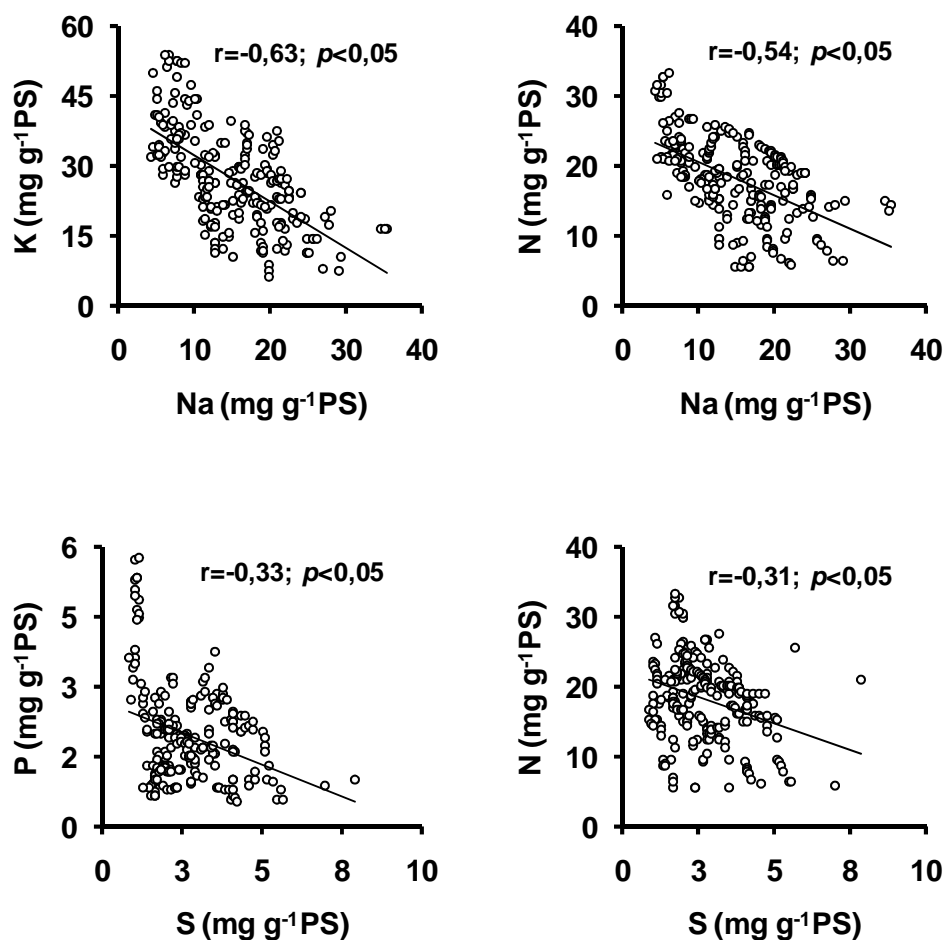 r=-0,63; p<0,05
K (mg g-1PS)
60
45
30
15
0
0 10 20 30 40
Na (mg g-1PS)
r=-0,54; p<0,05
N (mg g-1PS)
40
30
20
10
0
0 10 20 30 40
Na (mg g-1PS)
r=-0,33; p<0,05
P (mg g-1PS)
6
5
3
2
0
0 3 5 8 10
S (mg g-1PS)
r=-0,31; p<0,05
N (mg g-1PS)
40
30
20
10
0
0 3 5 8 10
S (mg g-1PS)